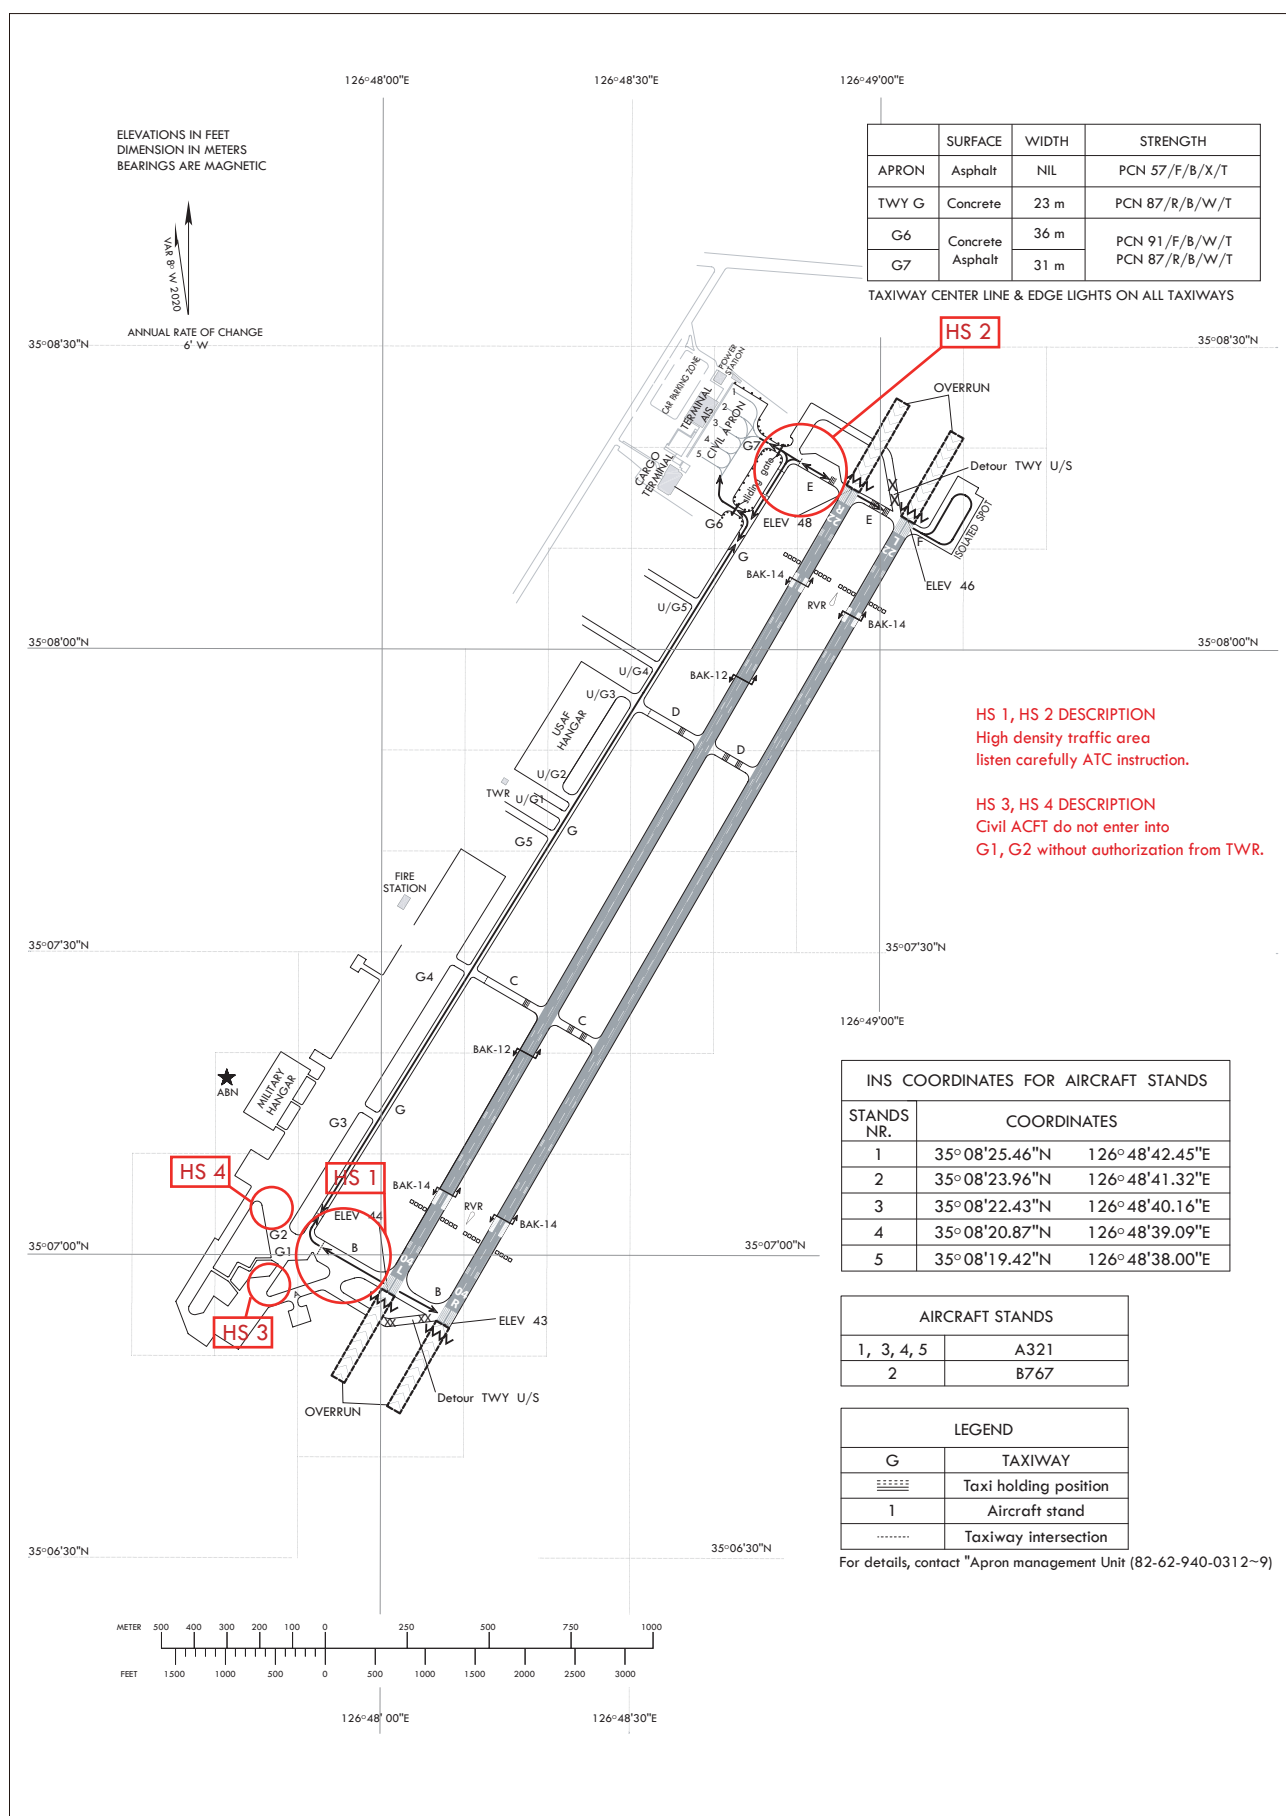 126°48'00"E
126°48'30"E
126°49'00"E
ELEVATIONS IN FEET
DIMENSION IN METERS
BEARINGS ARE MAGNETIC
VAR 8° W 2020
ANNUAL RATE OF CHANGE
6' W
SURFACE WIDTH STRENGTH
APRON Asphalt NIL PCN 57/F/B/X/T
TWY G Concrete 23 m PCN 87/R/B/W/T
G6 Concrete 36 m PCN 91/F/B/W/T
G7 Asphalt 31 m PCN 87/R/B/W/T
TAXIWAY CENTER LINE & EDGE LIGHTS ON ALL TAXIWAYS
35°08'30"N
35°08'30"N
HS 2
OVERRUN
POWER
STATION
CAR PARKING ZONE
TERMINAL
AIS
CIVIL APRON
1
2
3
4
5
CARGO
TERMINAL
G7
sliding gate
E
Detour TWY U/S
G6
ELEV 48
R
22
E
L
22
F
ISOLATED SPOT
G
BAK-14
RVR
ELEV 46
BAK-14
U/G5
35°08'00"N
35°08'00"N
U/G4
BAK-12
U/G3
USAF
HANGAR
D
D
HS 1, HS 2 DESCRIPTION
High density traffic area
listen carefully ATC instruction.
HS 3, HS 4 DESCRIPTION
Civil ACFT do not enter into
G1, G2 without authorization from TWR.
U/G2
TWR
U/G1
G
G5
FIRE
STATION
35°07'30"N
35°07'30"N
G4
C
C
126°49'00"E
BAK-12
ABN
MILITARY
HANGAR
G
G3
INS COORDINATES FOR AIRCRAFT STANDS
STANDS
NR.
COORDINATES
1 35°08'25.46"N 126°48'42.45"E
2 35°08'23.96"N 126°48'41.32"E
3 35°08'22.43"N 126°48'40.16"E
4 35°08'20.87"N 126°48'39.09"E
5 35°08'19.42"N 126°48'38.00"E
HS 4
HS 1
BAK-14
RVR
BAK-14
ELEV 44
G2
G1
B
35°07'00"N
35°07'00"N
04
L
B
04
R
A
HS 3
ELEV 43
Detour TWY U/S
OVERRUN
AIRCRAFT STANDS
1, 3, 4, 5 A321
2 B767
LEGEND
G TAXIWAY
Taxi holding position
1 Aircraft stand
Taxiway intersection
35°06'30"N
35°06'30"N
For details, contact "Apron management Unit (82-62-940-0312~9)
METER 500 400 300 200 100 0 250 500 750 1000
FEET 1500 1000 500 0 500 1000 1500 2000 2500 3000
126°48' 00"E
126°48'30"E